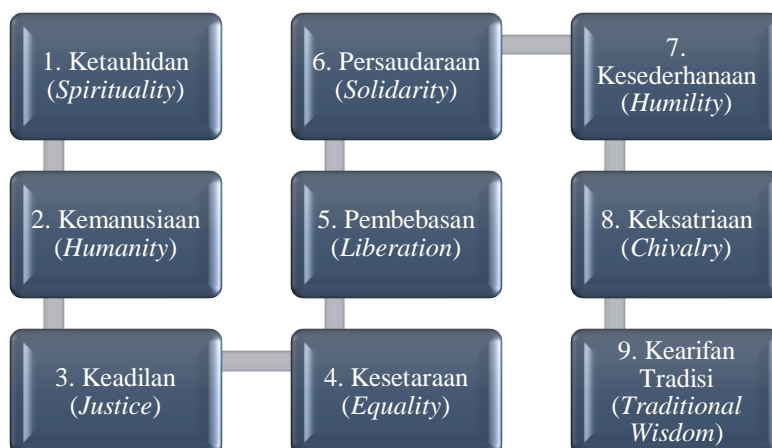 1. Ketauhidan
(Spirituality)
2. Kemanusiaan
(Humanity)
3. Keadilan
(Justice)
4. Kesetaraan
(Equality)
5. Pembebasan
(Liberation)
6. Persaudaraan
(Solidarity)
7.
Kesederhanaan
(Humility)
8. Keksatriaan
(Chivalry)
9. Kearifan
Tradisi
(Traditional
Wisdom)